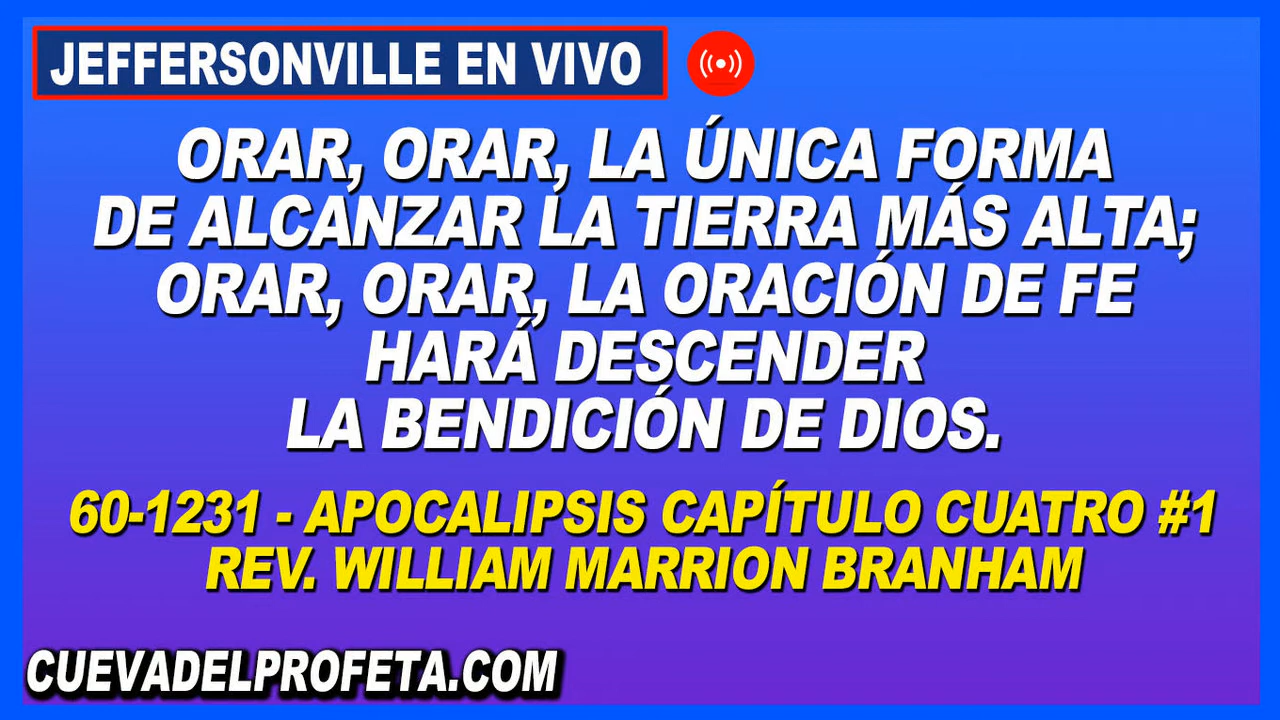 JEFFERSONVILLE EN VIVO
ORAR, ORAR, LA ÚNICA FORMA
DE ALCANZAR LA TIERRA MÁS ALTA;
ORAR, ORAR, LA ORACIÓN DE FE
HARÁ DESCENDER
LA BENDICIÓN DE DIOS.
60-1231 - APOCALIPSIS CAPÍTULO CUATRO #1
REV. WILLIAM MARRION BRANHAM
CUEVADELPROFETA.COM